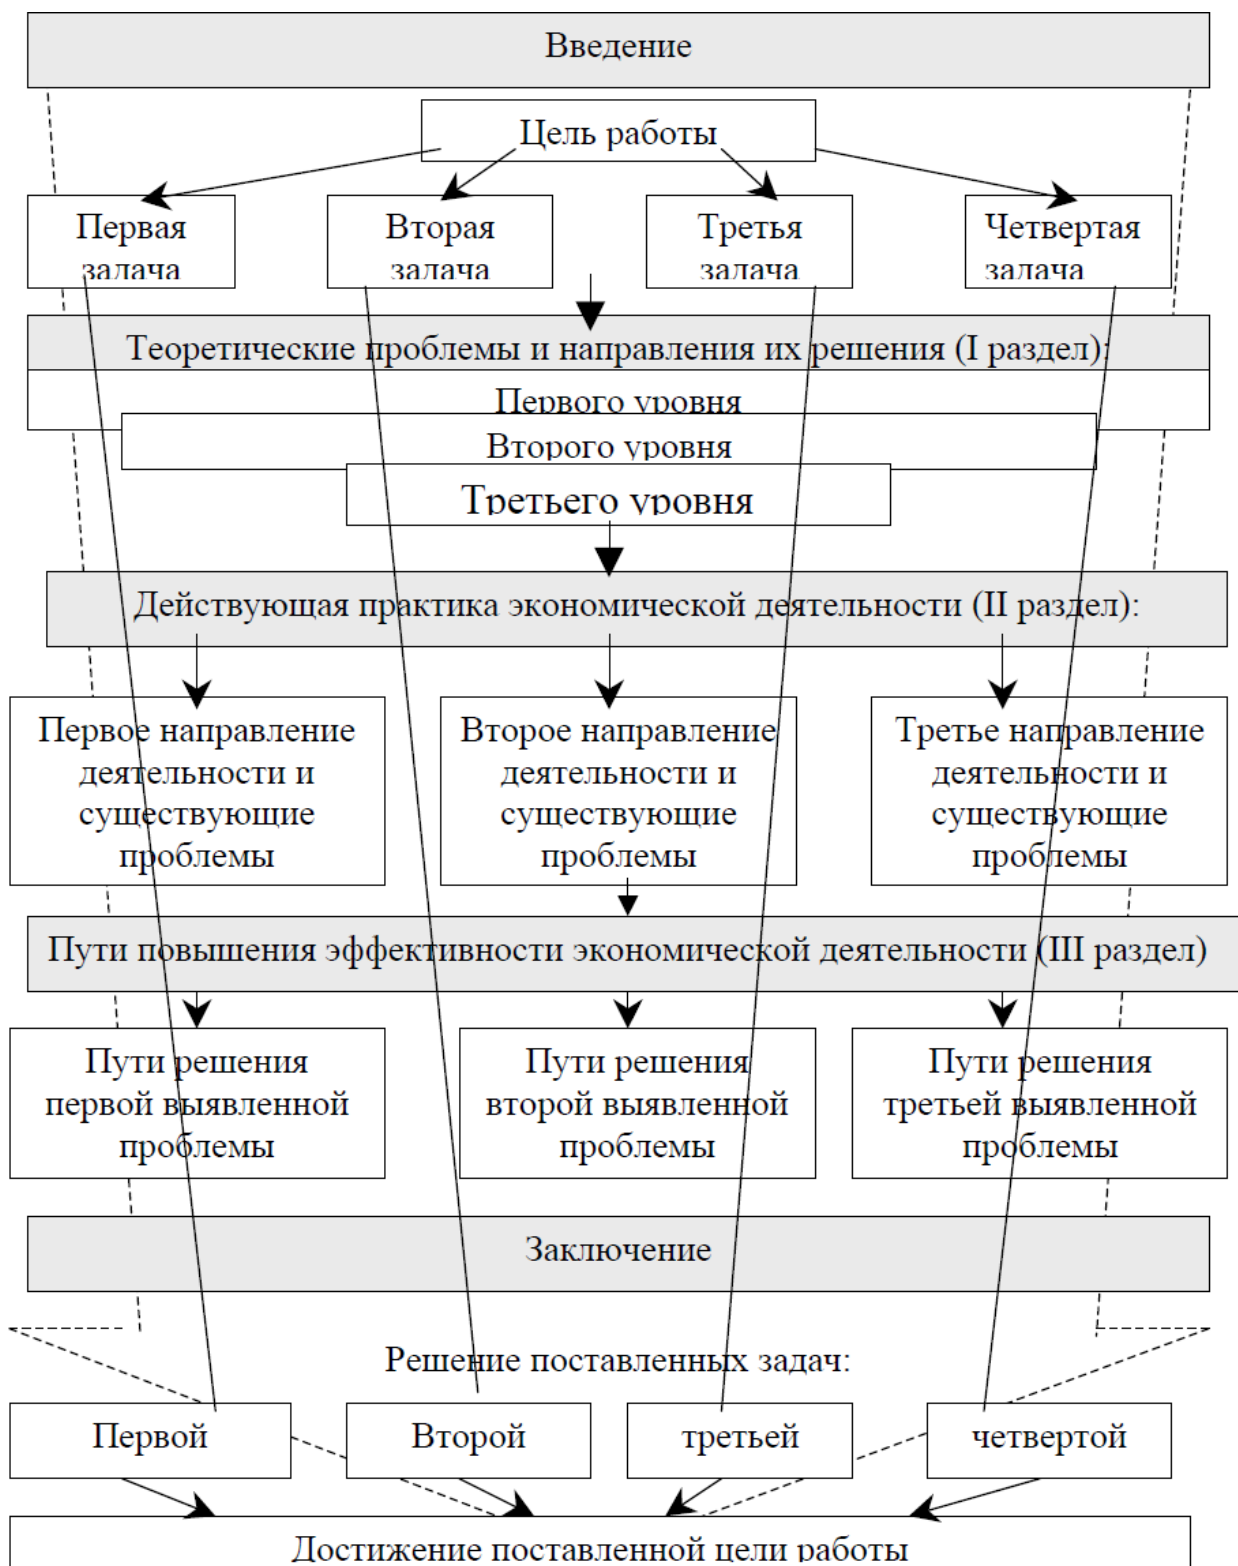 Введение
Цель работы
Первая
задача
Вторая
задача
Третья
задача
Четвертая
задача
Теоретические проблемы и направления их решения (I раздел):
Первого уровня
Второго уровня
Третьего уровня
Действующая практика экономической деятельности (II раздел):
Первое направление
деятельности и
существующие
проблемы
Второе направление
деятельности и
существующие
проблемы
Третье направление
деятельности и
существующие
проблемы
Пути повышения эффективности экономической деятельности (III раздел)
Пути решения
первой выявленной
проблемы
Пути решения
второй выявленной
проблемы
Пути решения
третьей выявленной
проблемы
Заключение
Решение поставленных задач:
Первой
Второй
третьей
четвертой
Достижение поставленной цели работы